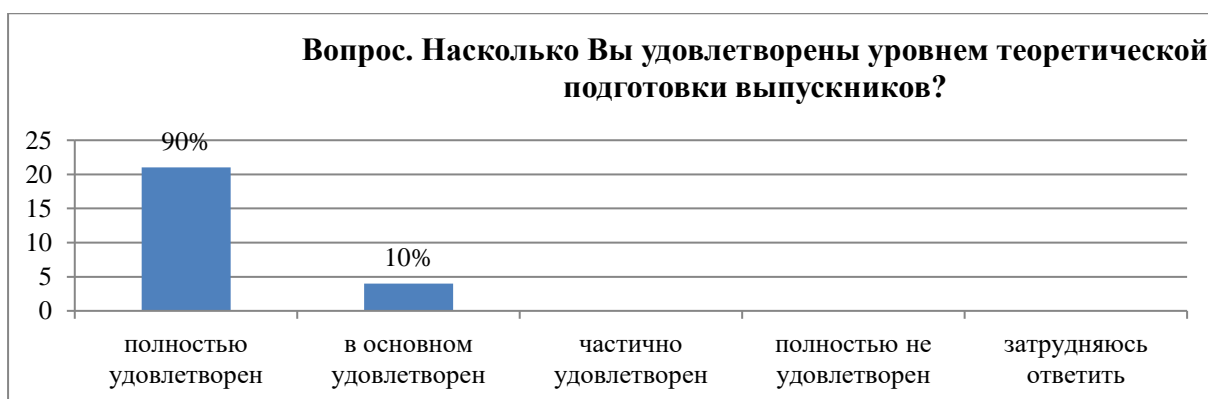 Вопрос. Насколько Вы удовлетворены уровнем теоретической
подготовки выпускников?
25
90%
20
15
10
10%
5
0
полностью удовлетворен
в основном удовлетворен
частично удовлетворен
полностью не удовлетворен
затрудняюсь ответить